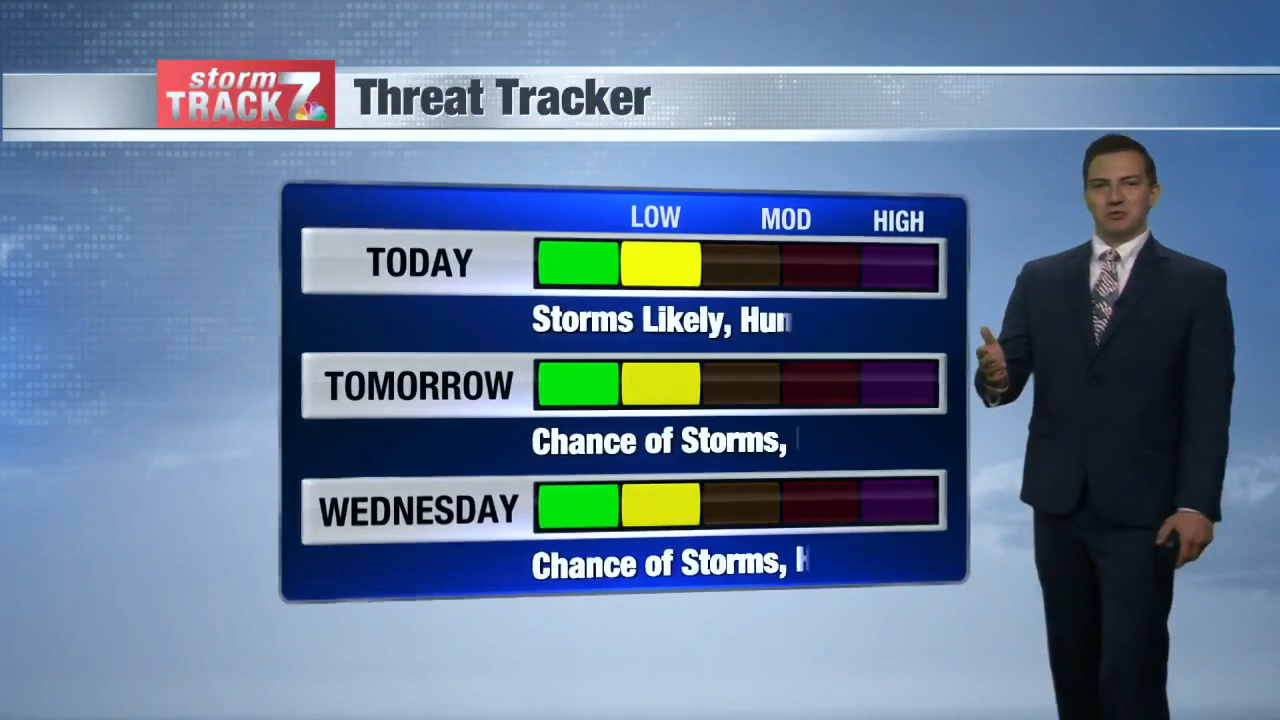 storm
TRACK 7
Threat Tracker
LOW MOD HIGH
TODAY
Storms Likely,
TOMORROW
Chance of Storms,
WEDNESDAY
Chance of Storms,